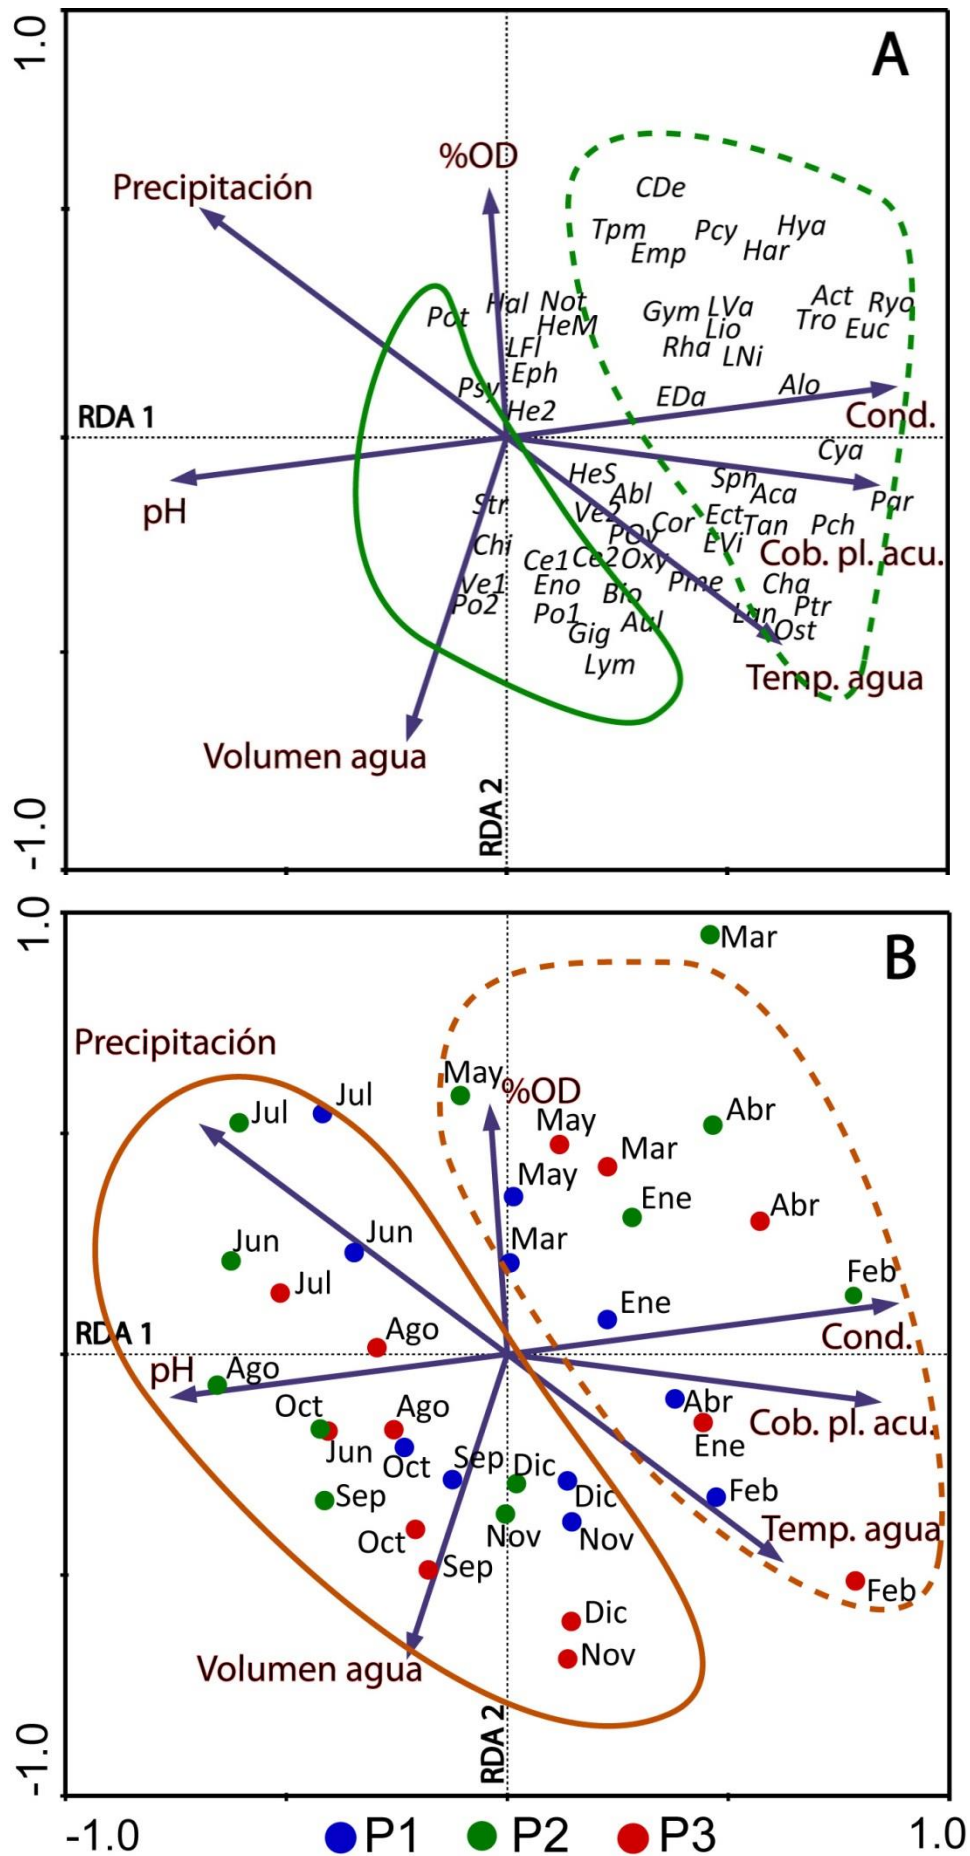 1.0
A
%OD
Precipitación
CDe
Tpm Pcy Hya
Emp Har
Hal Not
Pot HeM
Gym LVa Act Ryo
Lio Tro Euc
LFl Rha LNi
Eph
Psy EDa Alo
He2
RDA 1
Cond.
Cya
HeS Sph
pH Str Abl Aca Par
Ve2 Cor Ect Tan Pch
Chi POv EVi
Cob. pl. acu.
Ce1 Ce2 Oxy
Ve1 Eno Bio Pme Cha
Po2 Po1 Aul Lan Ptr
Gig Ost
Lym
Temp. agua
Volumen agua
RDA 2
-1.0
1.0
Mar
B
Precipitación
May
%OD
Jul Jul May Abr
Mar
May
Ene Abr
Jun Jun Mar
Jul Ene Feb
RDA 1
Ago Cond.
pH Ago
Oct Ago Abr Cob. pl. acu.
Jun Oct Ene
Sep Dic
Sep Dic Feb
Oct Nov Nov Temp. agua
Sep Feb
Dic
Volumen agua Nov
RDA 2
-1.0
-1.0 P1 P2 P3 1.0